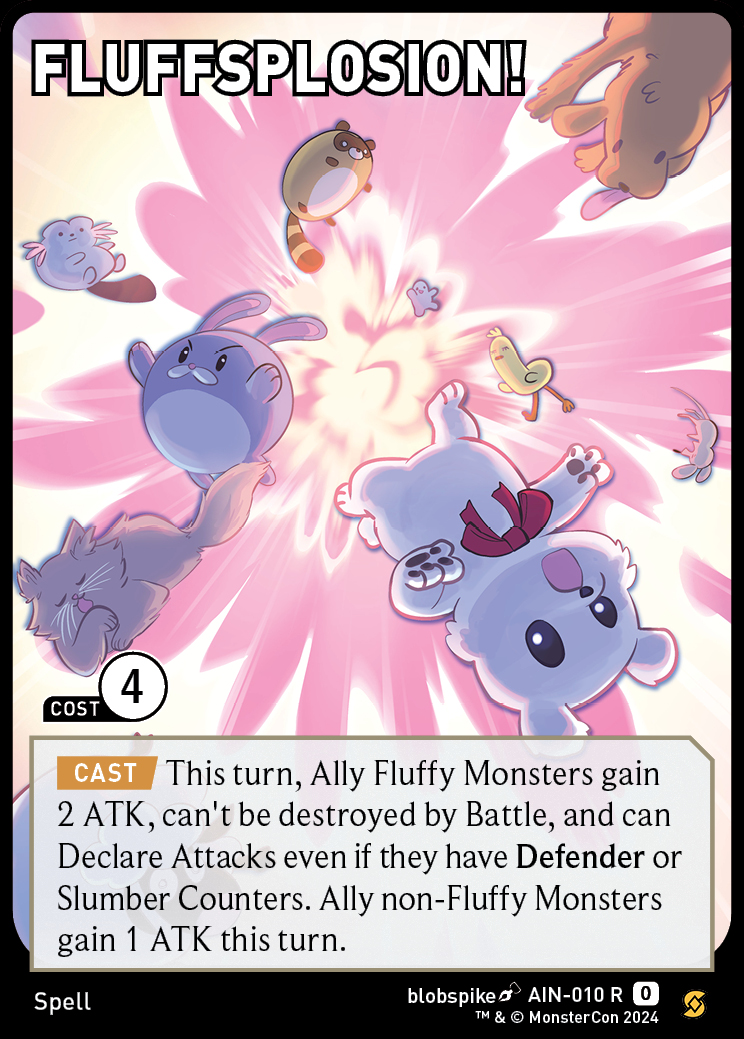 FLUFFSPLOSION!
COST 4
CAST This turn, Ally Fluffy Monsters gain
2 ATK, can't be destroyed by Battle, and can
Declare Attacks even if they have Defender or
Slumber Counters. Ally non-Fluffy Monsters
gain 1 ATK this turn.
Spell
blobspike AIN-010 R 0
™ & © MonsterCon 2024